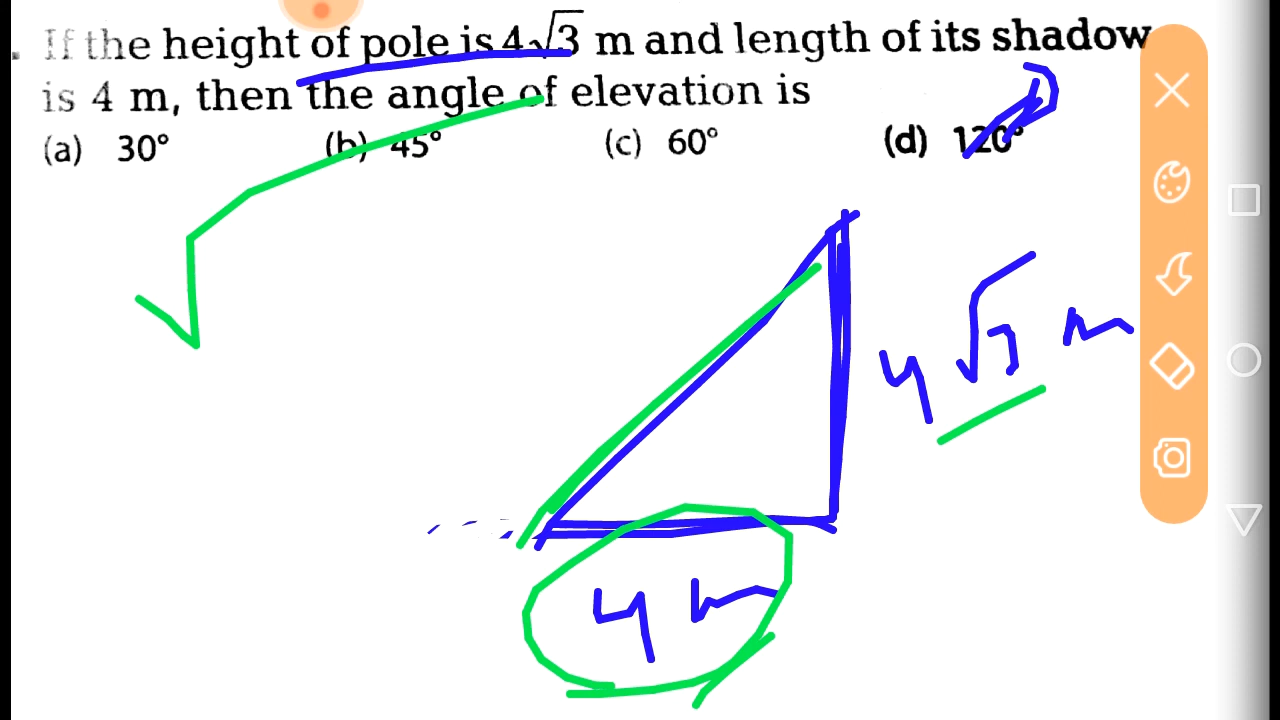 If the height of pole is 4√3 m and length of its shadow
is 4 m, then the angle of elevation is
(a) 30° (b) 45° (c) 60° (d) 120°
4√3 m
4 m